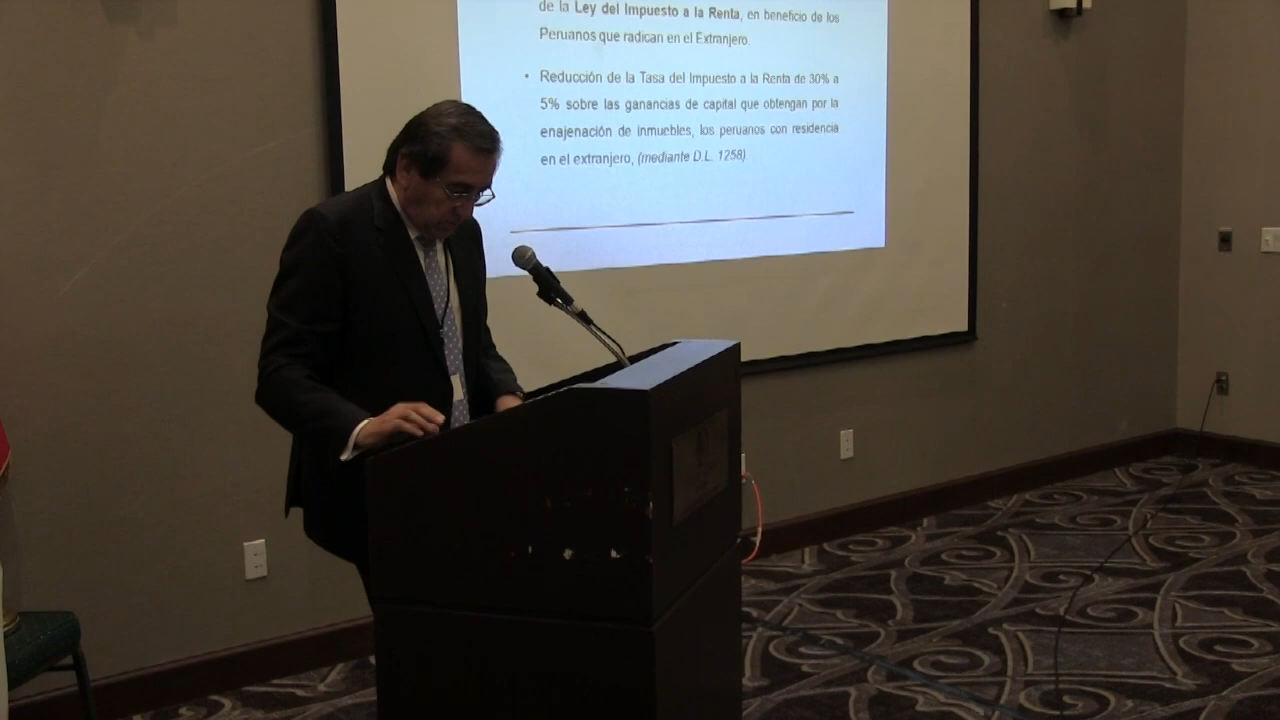 de la Ley del Impuesto a la Renta, en beneficio de los
Peruanos que radican en el Extranjero.
• Reducción de la Tasa del Impuesto a la Renta de 30% a
5% sobre las ganancias de capital que obtengan por la
enajenación de inmuebles, los peruanos con residencia
en el extranjero, (mediante D.L. 1258)